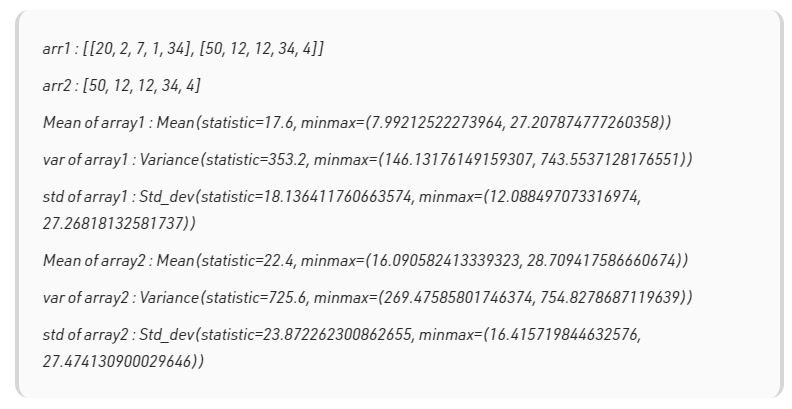 arr1 : [[20, 2, 7, 1, 34], [50, 12, 12, 34, 4]]
arr2 : [50, 12, 12, 34, 4]
Mean of array1 : Mean(statistic=17.6, minmax=(7.99212522273964, 27.207874777260358))
var of array1 : Variance(statistic=353.2, minmax=(146.13176149159307, 743.5537128176551))
std of array1 : Std_dev(statistic=18.136411760663574, minmax=(12.088497073316974,
27.26818132581737))
Mean of array2 : Mean(statistic=22.4, minmax=(16.090582413339323, 28.709417586660674))
var of array2 : Variance(statistic=725.6, minmax=(269.47585801746374, 754.8278687119639))
std of array2 : Std_dev(statistic=23.872262300862655, minmax=(16.415719844632576,
27.474130900029646))